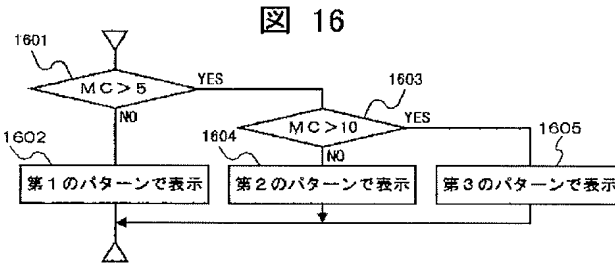 図 16
1601
MC>5
YES
NO
1603
MC>10
YES
NO
1602
第1のパターンで表示
1604
第2のパターンで表示
1605
第3のパターンで表示